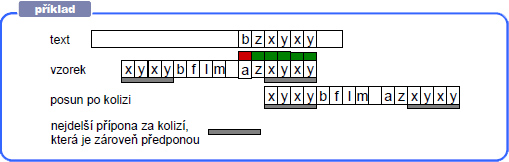 příklad
text b z x y x y
vzorek x y x y b f l m a z x y x y
posun po kolizi x y x y b f l m a z x y x y
nejdelší přípona za kolizí,
která je zároveň předponou